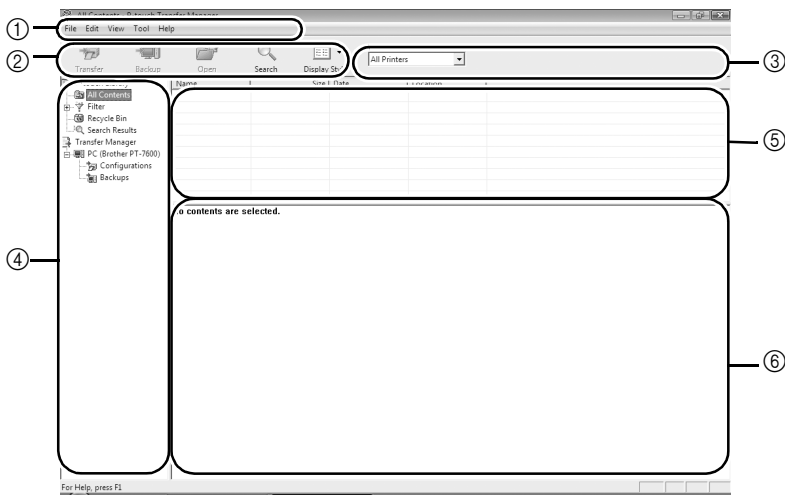 All Contents - P-touch Transfer Manager
① File Edit View Tool Help
② Transfer Backup Open Search Display
All Printers ③
④
All Contents
Filter
Recycle Bin
Search Results
Transfer Manager
PC (Brother PT-7600)
Configurations
Backups
Name Size Date Location
⑤
contents are selected.
⑥
For Help, press F1